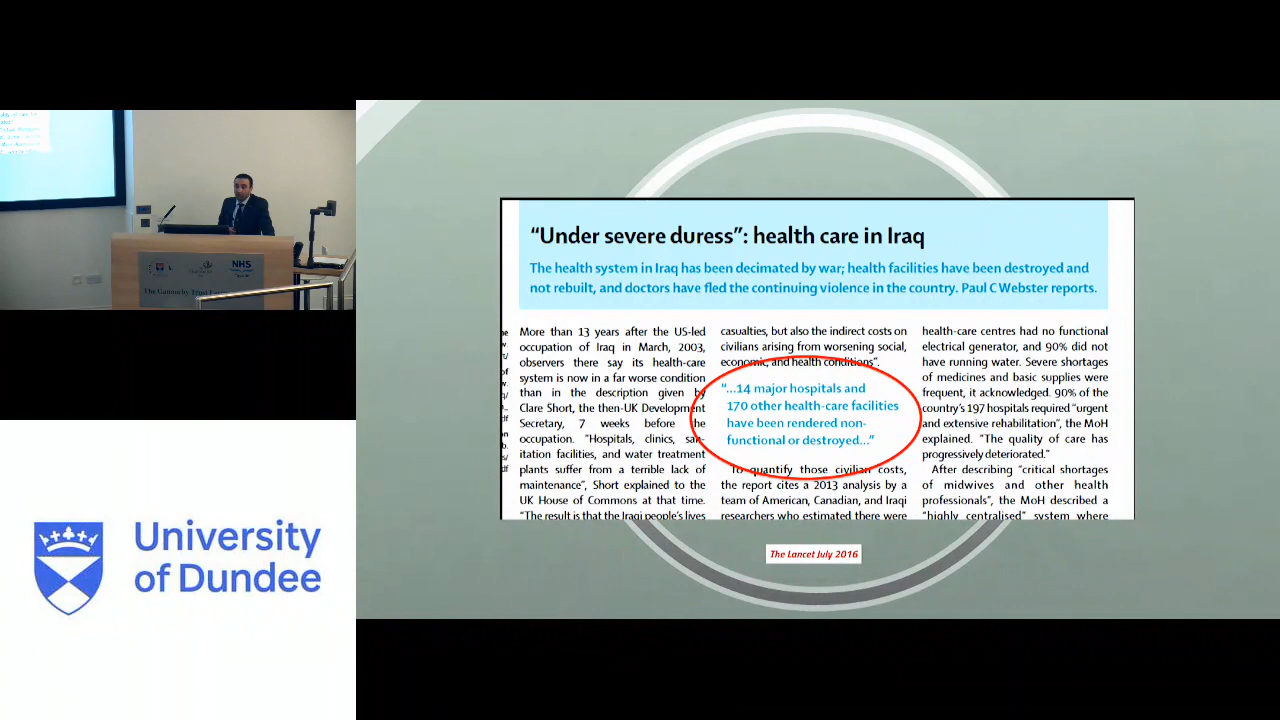 “Under severe duress”: health care in Iraq
The health system in Iraq has been decimated by war; health facilities have been destroyed and
not rebuilt, and doctors have fled the continuing violence in the country. Paul C Webster reports.
More than 13 years after the US-led
occupation of Iraq in March, 2003,
observers there say its health-care
system is now in a far worse condition
than in the description given by
Clare Short, the then-UK Development
Secretary, 7 weeks before the
occupation. “Hospitals, clinics, san-
itation facilities, and water treatment
plants suffer from a terrible lack of
maintenance”, Short explained to the
UK House of Commons at that time.
“The result is that the Iraqi people’s lives
casualties, but also the indirect costs on
civilians arising from worsening social,
economic, and health conditions”.
“...14 major hospitals and
170 other health-care facilities
have been rendered non-
functional or destroyed...”
To quantify those civilian costs,
the report cites a 2013 analysis by a
team of American, Canadian, and Iraqi
researchers who estimated there were
health-care centres had no functional
electrical generator, and 90% did not
have running water. Severe shortages
of medicines and basic supplies were
frequent, it acknowledged. 90% of the
country’s 197 hospitals required “urgent
and extensive rehabilitation”, the MoH
explained. “The quality of care has
progressively deteriorated.”
After describing “critical shortages
of midwives and other health
professionals”, the MoH described a
“highly centralised” system where
The Lancet July 2016
NHS
The Gannochy Trust
University
of Dundee